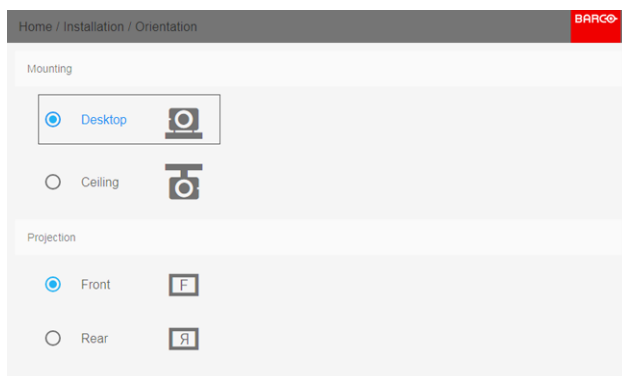 Home / Installation / Orientation
BARCO
Mounting
Desktop
Ceiling
Projection
Front
F
Rear
Я